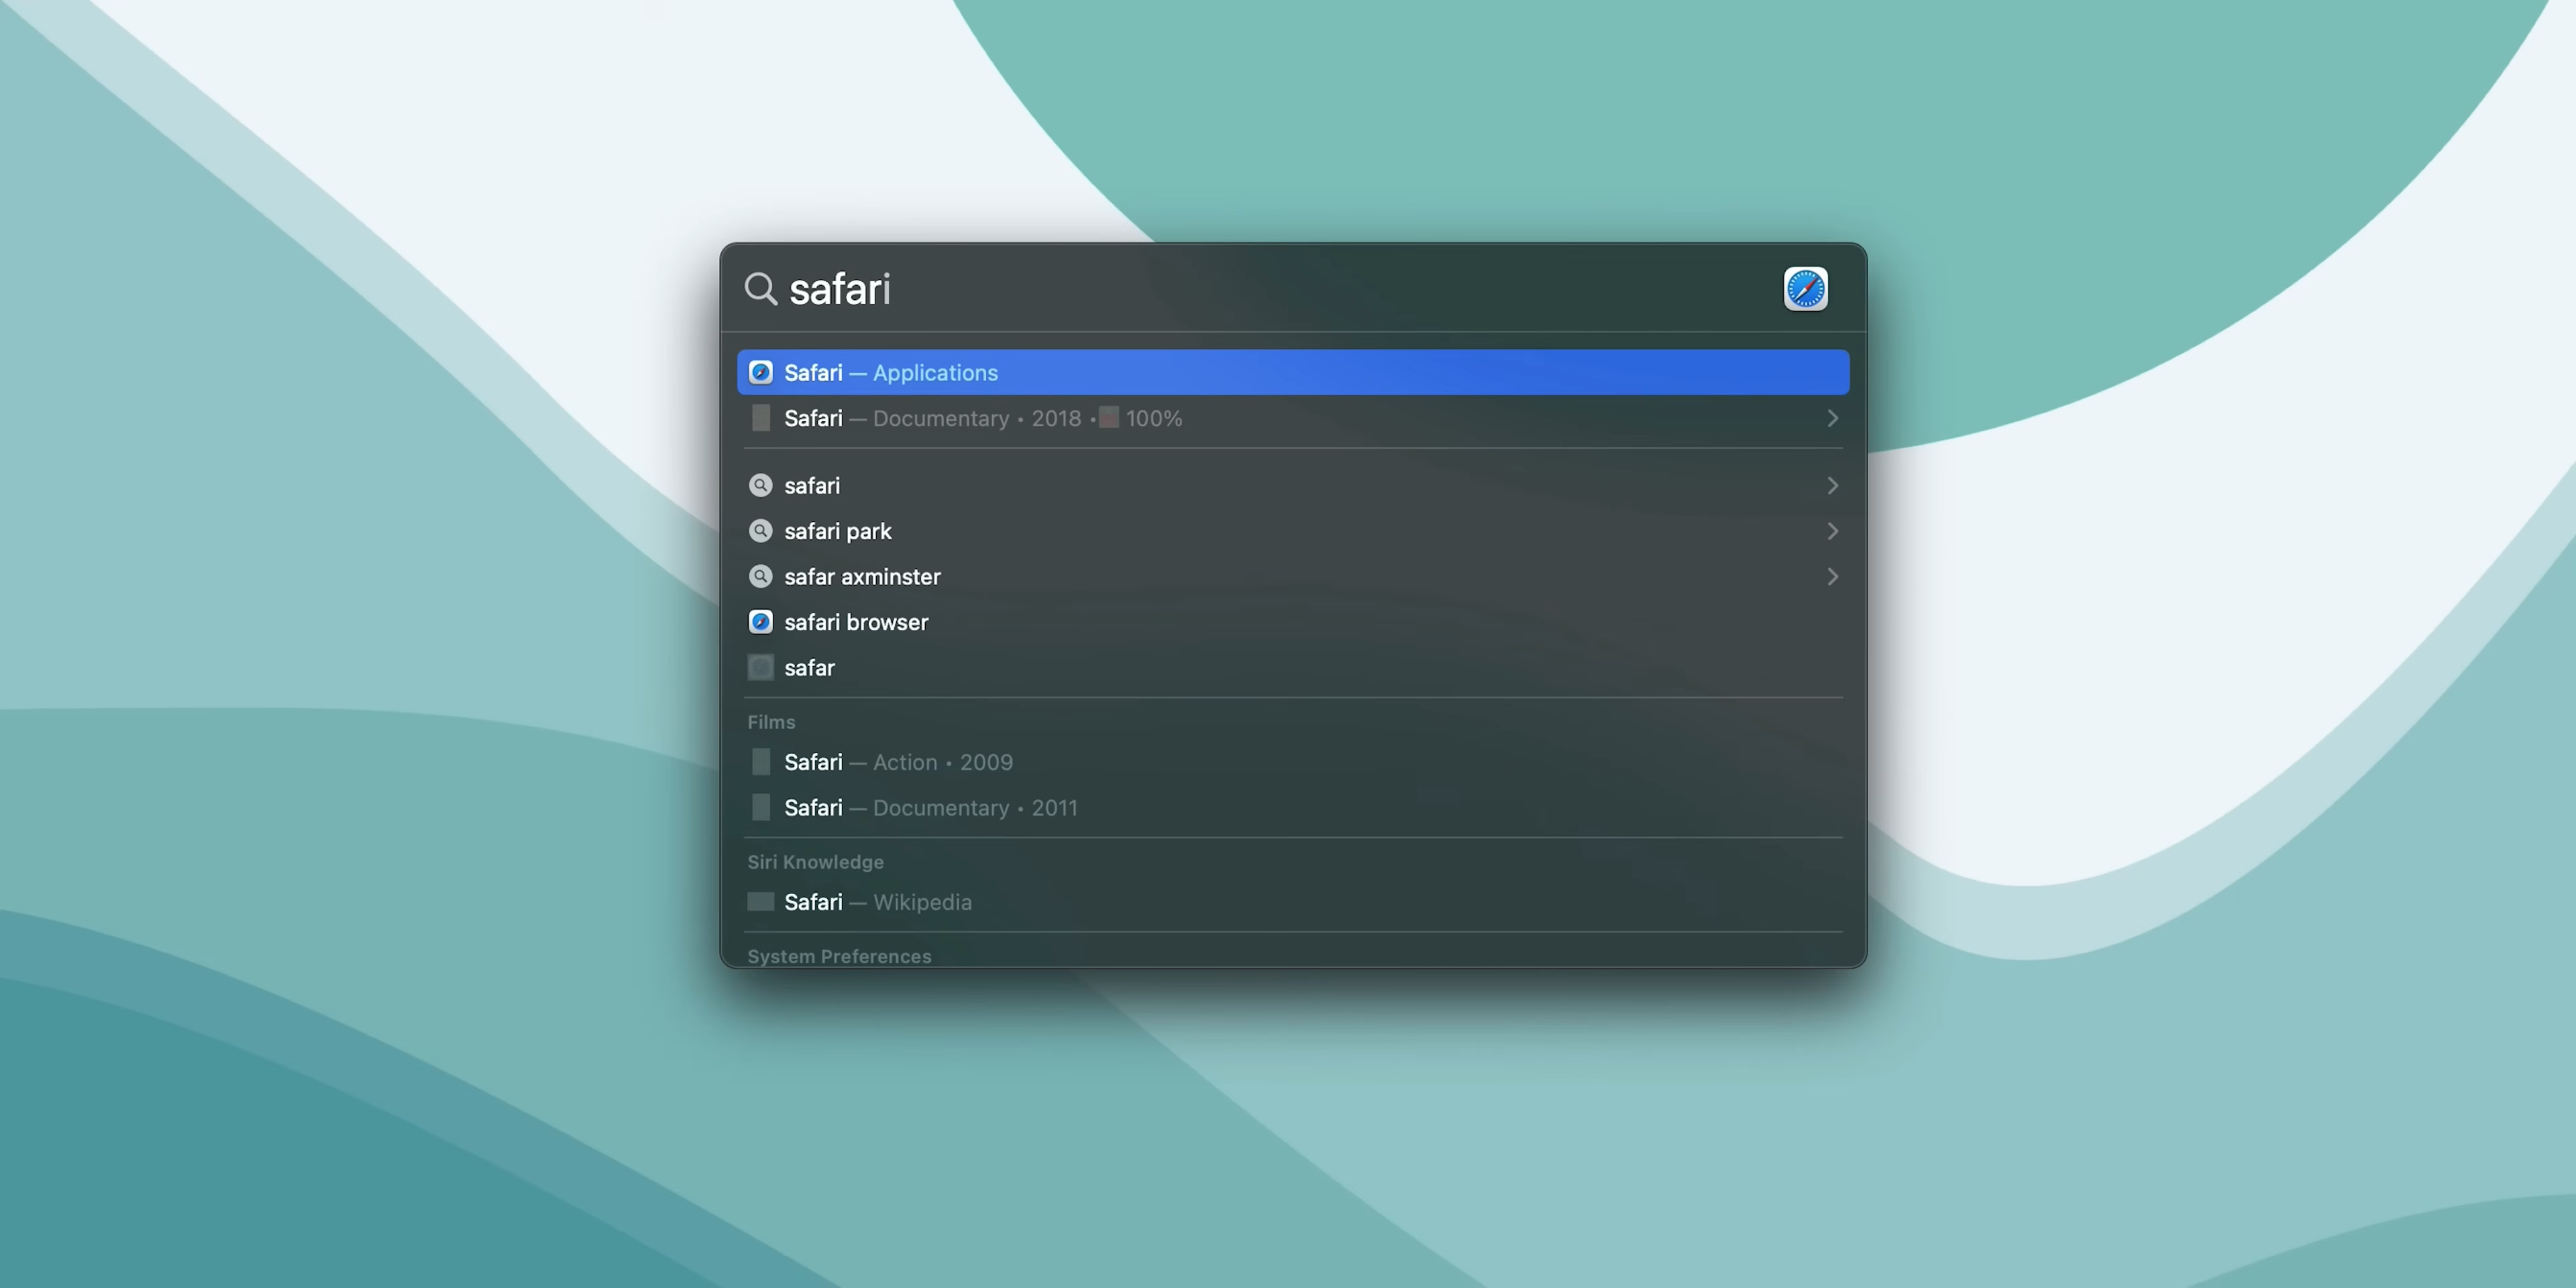 safari
Safari — Applications
Safari — Documentary • 2018 • 100%
safari
safari park
safar axminster
safari browser
safar
Films
Safari — Action • 2009
Safari — Documentary • 2011
Siri Knowledge
Safari — Wikipedia
System Preferences